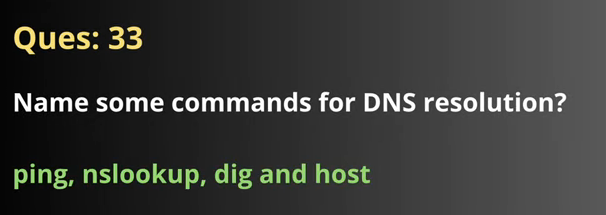 Ques: 33
Name some commands for DNS resolution?
ping, nslookup, dig and host